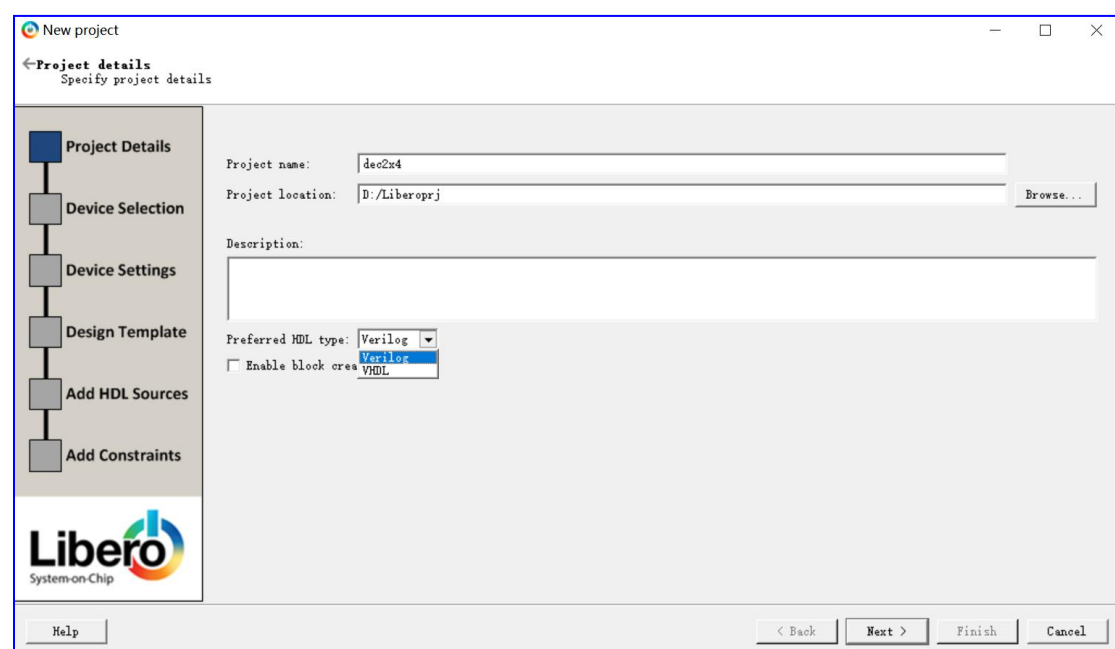 New project
←Project details
Specify project details
Project Details
Device Selection
Device Settings
Design Template
Add HDL Sources
Add Constraints
Libero
System-on-Chip
Project name: dec2x4
Project location: D:/Liberoprj Browse...
Description:
Preferred HDL type: Verilog
Verilog
VHDL
Enable block crea
Help < Back Next > Finish Cancel